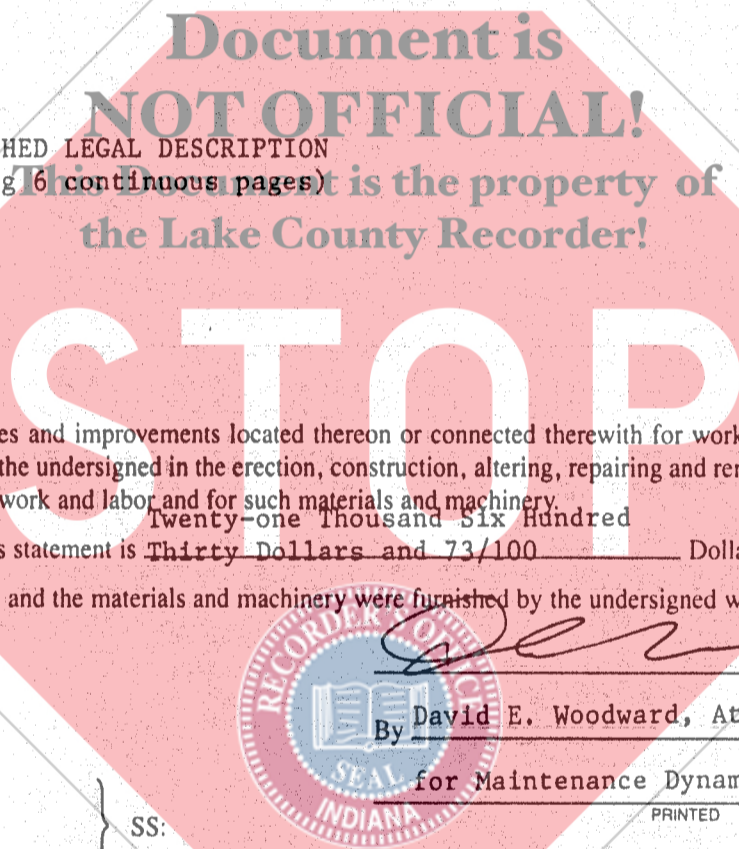 Document is
NOT OFFICIAL!
HED LEGAL DESCRIPTION
This Document is the property of
g 6 continuous pages)
the Lake County Recorder!
STOP
es and improvements located thereon or connected therewith for work
the undersigned in the erection, construction, altering, repairing and rer
work and labor and for such materials and machinery.
Twenty-one Thousand Six Hundred
s statement is Thirty Dollars and 73/100 Dolla
and the materials and machinery were furnished by the undersigned w
RECORDER'S OFFICE
By David E. Woodward, At
SEAL
for Maintenance Dynam
INDIANA
PRINTED
SS: